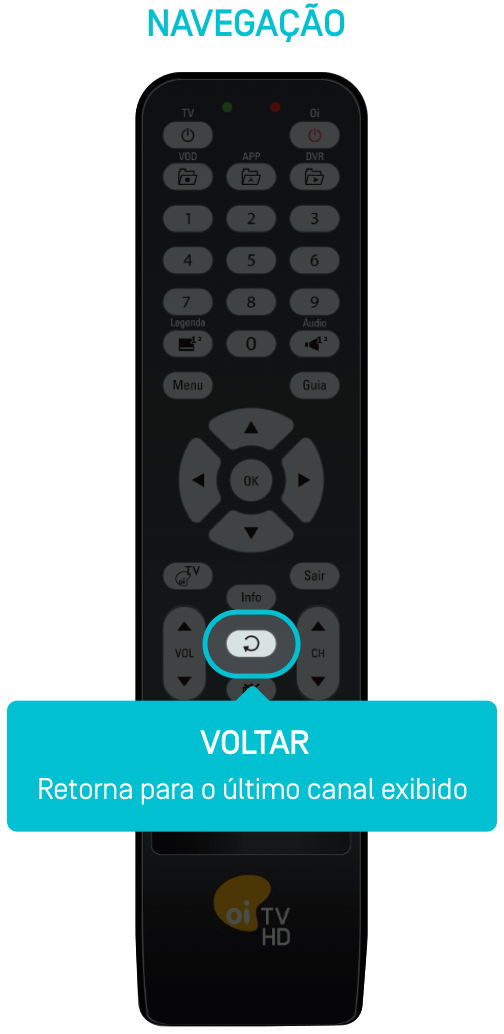 NAVEGAÇÃO
TV Oi
VOD APP DVR
1 2 3
4 5 6
7 8 9
Legenda 0 Áudio
Menu Guia
OK
oi TV Sair
Info
VOL CH
VOLTAR
Retorna para o último canal exibido
oi TV
HD